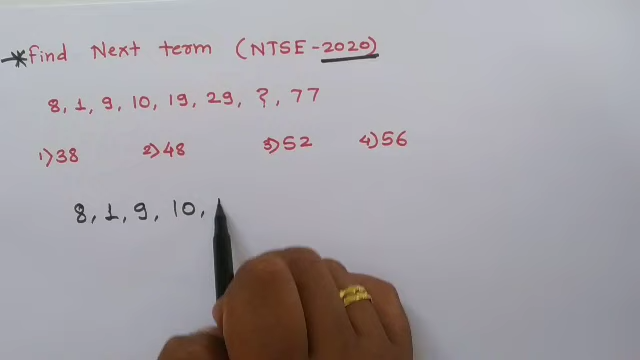 *Find Next term (NTSE-2020)
8, 1, 9, 10, 19, 29, ?, 77
1)38 2)48 3)52 4)56
8, 1, 9, 10,